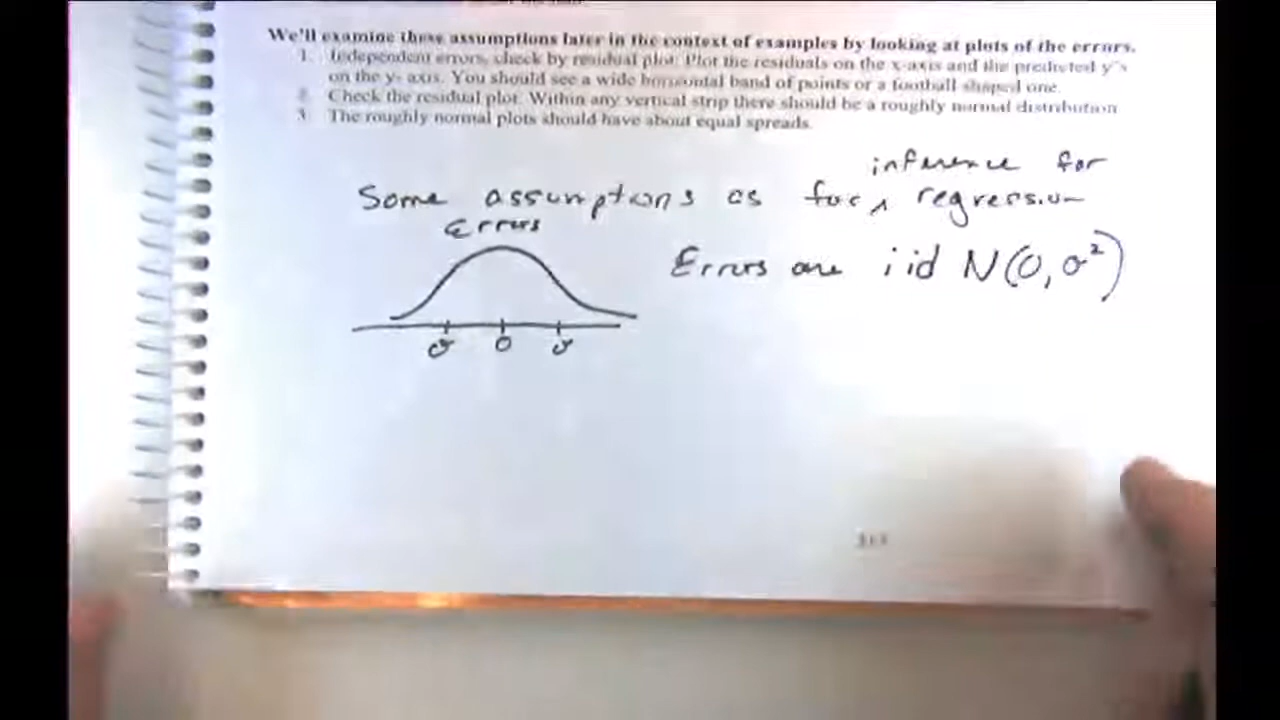 We'll examine these assumptions later in the context of examples by looking at plots of the errors.
1. Independent errors, check by residual plot. Plot the residuals on the x-axis and the predicted y's
on the y- axis. You should see a wide horizontal band of points or a football shaped one.
2. Check the residual plot. Within any vertical strip there should be a roughly normal distribution
3. The roughly normal plots should have about equal spreads.
inference for
Some assumptions as for ^ regression
Errors
Errors are iid N(0, σ²)
σ 0 σ